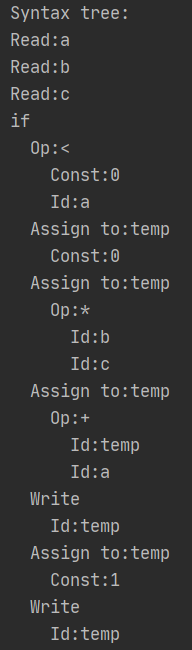 Syntax tree:
Read:a
Read:b
Read:c
if
  Op:<
    Const:0
    Id:a
  Assign to:temp
    Const:0
  Assign to:temp
    Op:*
      Id:b
      Id:c
  Assign to:temp
    Op:+
      Id:temp
      Id:a
  Write
    Id:temp
  Assign to:temp
    Const:1
  Write
    Id:temp